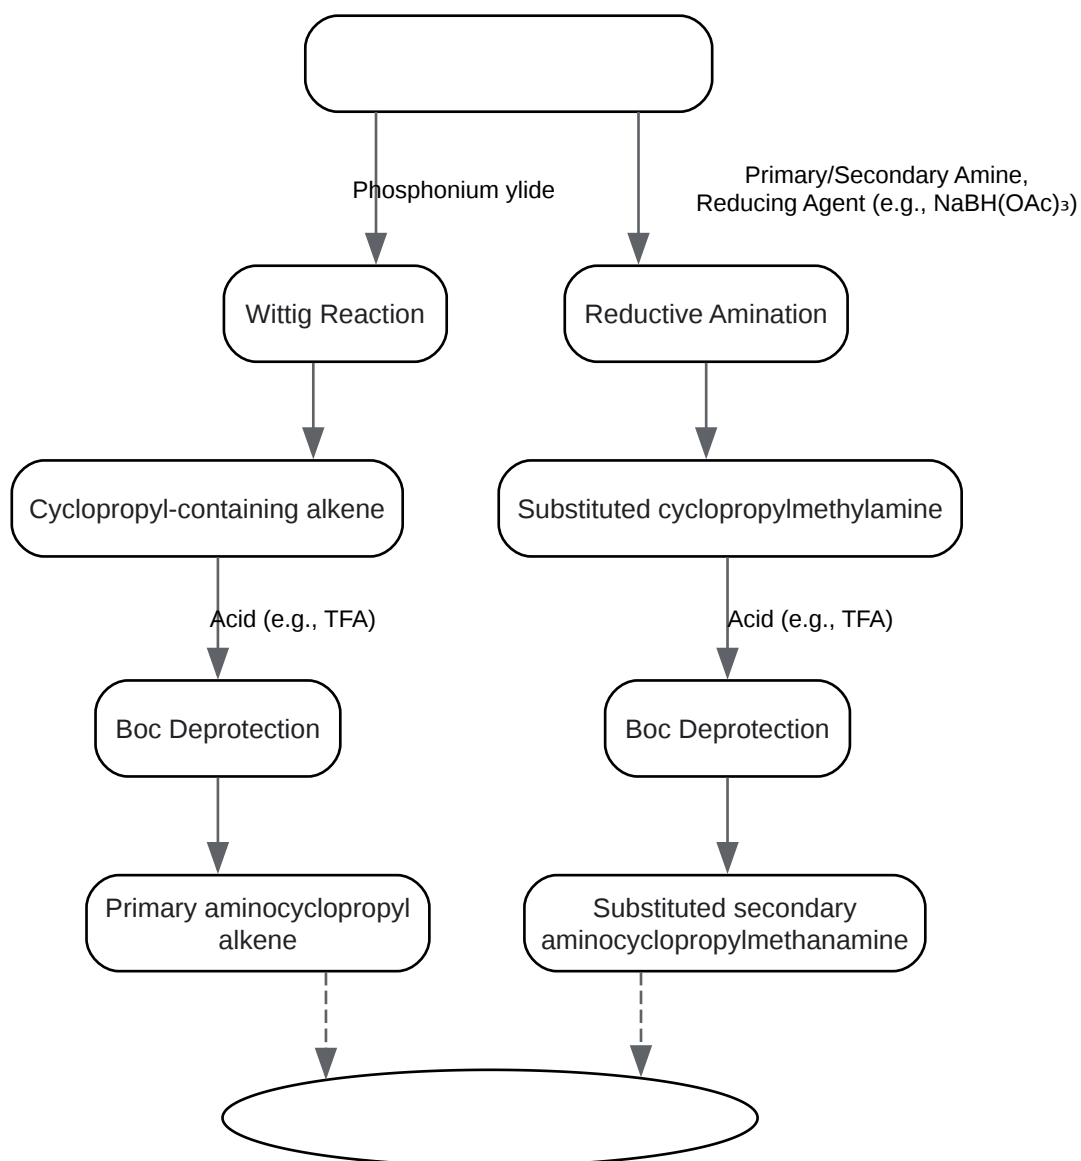 Phosphonium ylide
Primary/Secondary Amine,
Reducing Agent (e.g., NaBH(OAc)₃)
Wittig Reaction
Reductive Amination
Cyclopropyl-containing alkene
Substituted cyclopropylmethylamine
Acid (e.g., TFA)
Acid (e.g., TFA)
Boc Deprotection
Boc Deprotection
Primary aminocyclopropyl
alkene
Substituted secondary
aminocyclopropylmethanamine